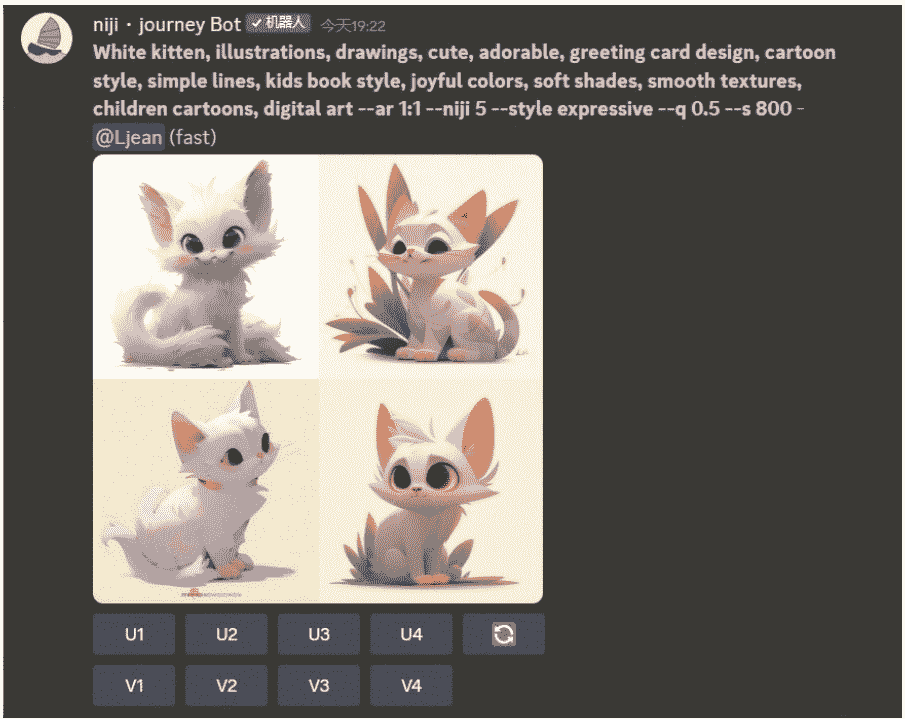 niji・journey Bot ✓机器人 今天19:22
White kitten, illustrations, drawings, cute, adorable, greeting card design, cartoon
style, simple lines, kids book style, joyful colors, soft shades, smooth textures,
children cartoons, digital art --ar 1:1 --niji 5 --style expressive --q 0.5 --s 800 -
@Ljean (fast)
U1 U2 U3 U4
V1 V2 V3 V4